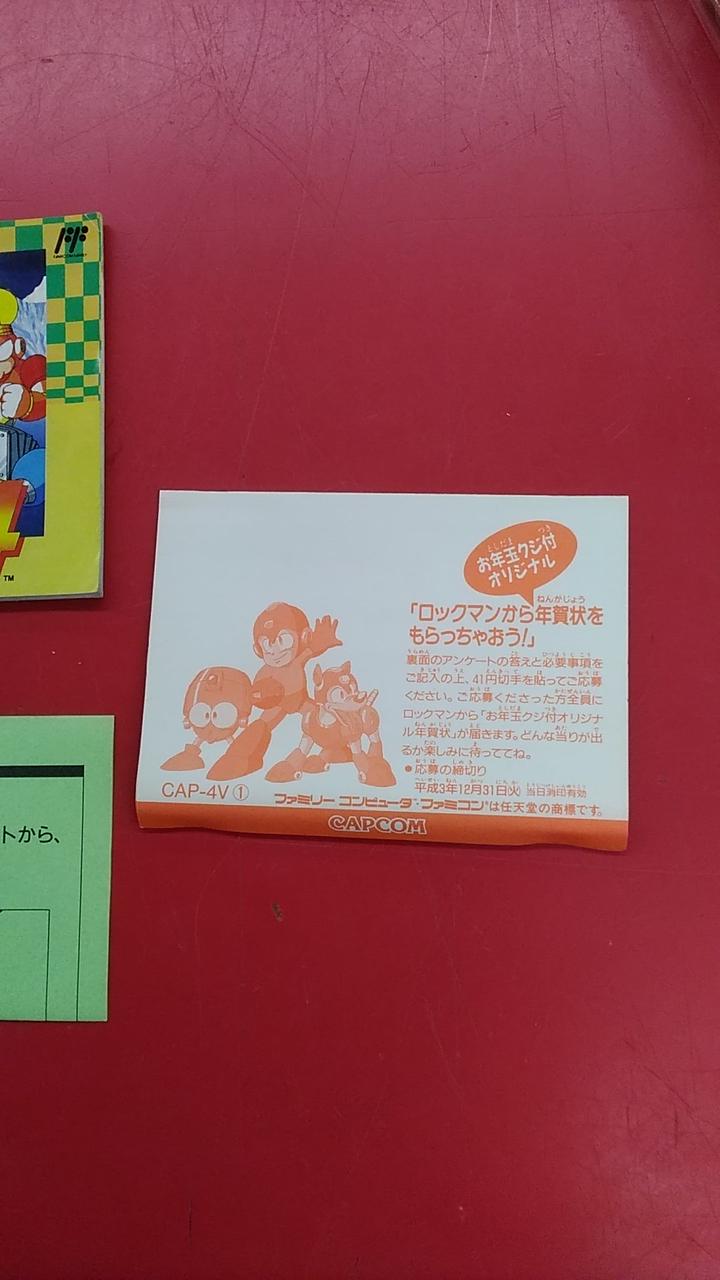 TM
トから、
お年玉クジ付
オリジナル
「ロックマンから年賀状を
もらっちゃおう!」
裏面のアンケートの答えと必要事項を
ご記入の上、41円切手を貼ってご応募
ください。ご応募くださった方全員に
ロックマンから「お年玉クジ付オリジナ
ル年賀状」が届きます。どんな当りが出
るか楽しみに待っててね。
●応募の締切り
平成3年12月31日(火) 当日消印有効
CAP-4V①
ファミリーコンピュータ・ファミコンは任天堂の商標です。
CAPCOM